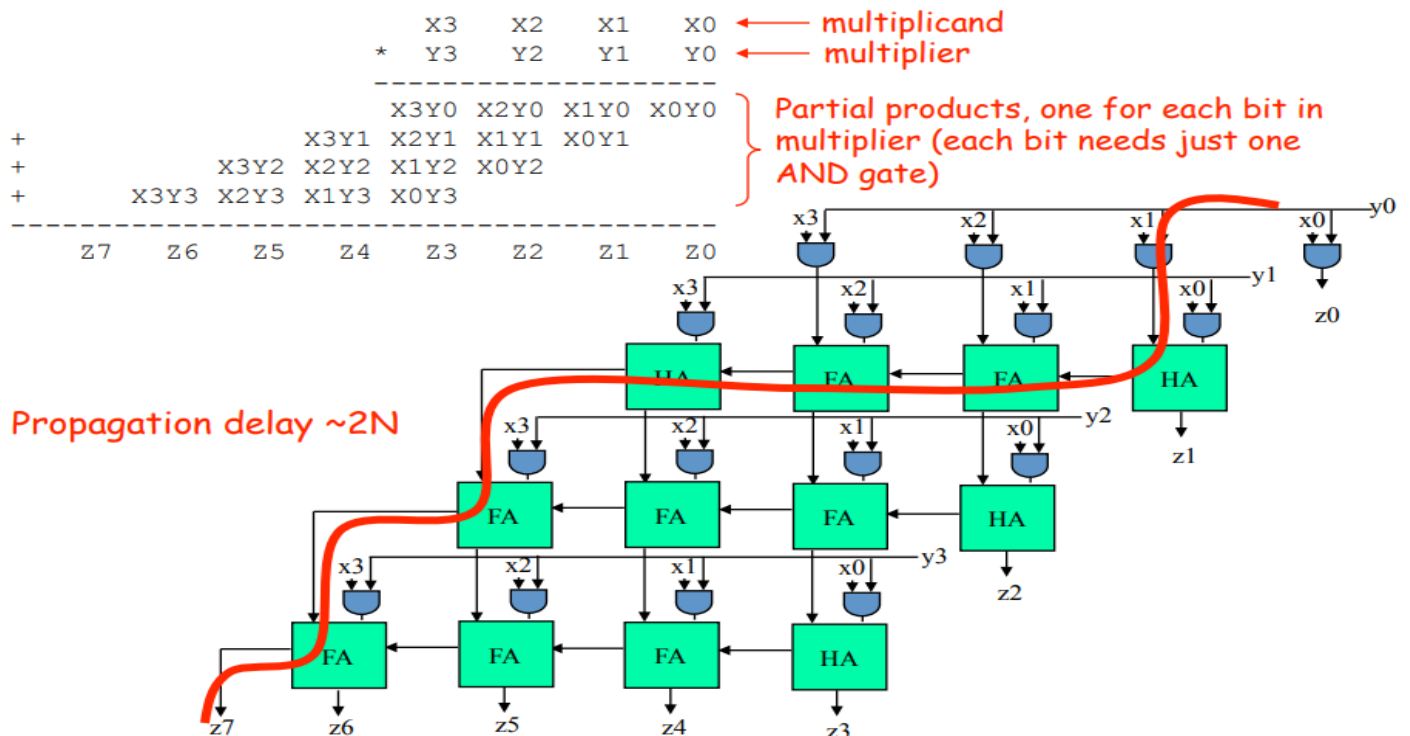 X3 X2 X1 X0 multiplicand
* Y3 Y2 Y1 Y0 multiplier
--------------------
X3Y0 X2Y0 X1Y0 X0Y0
+ X3Y1 X2Y1 X1Y1 X0Y1
+ X3Y2 X2Y2 X1Y2 X0Y2
+ X3Y3 X2Y3 X1Y3 X0Y3
-----------------------------------------
Z7 Z6 Z5 Z4 Z3 Z2 Z1 Z0
Partial products, one for each bit in
multiplier (each bit needs just one
AND gate)
x3 x2 x1 x0 y0
x3 x2 x1 x0 y1
z0
HA FA FA HA
Propagation delay ~2N
x3 x2 x1 x0 y2
z1
FA FA FA HA
x3 x2 x1 x0 y3
z2
FA FA FA HA
z7 z6 z5 z4 z3